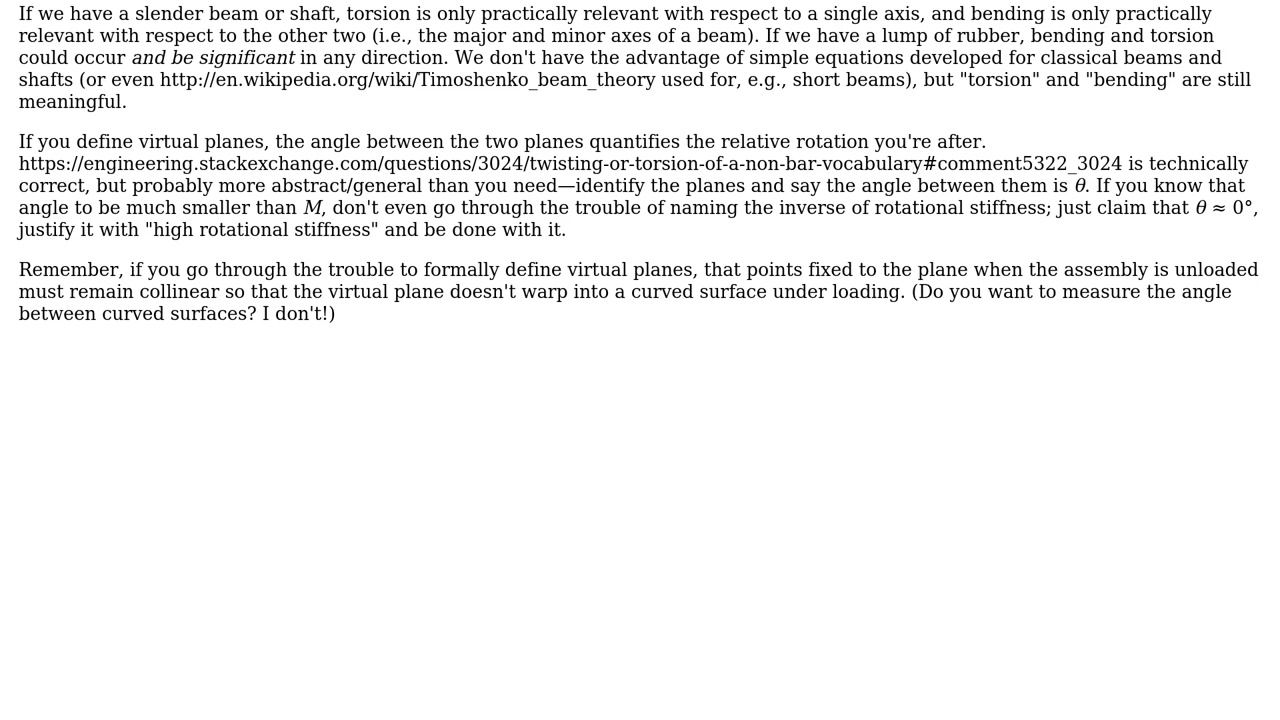 If we have a slender beam or shaft, torsion is only practically relevant with respect to a single axis, and bending is only practically
relevant with respect to the other two (i.e., the major and minor axes of a beam). If we have a lump of rubber, bending and torsion
could occur and be significant in any direction. We don't have the advantage of simple equations developed for classical beams and
shafts (or even http://en.wikipedia.org/wiki/Timoshenko_beam_theory used for, e.g., short beams), but "torsion" and "bending" are still
meaningful.
If you define virtual planes, the angle between the two planes quantifies the relative rotation you're after.
https://engineering.stackexchange.com/questions/3024/twisting-or-torsion-of-a-non-bar-vocabulary#comment5322_3024 is technically
correct, but probably more abstract/general than you need—identify the planes and say the angle between them is θ. If you know that
angle to be much smaller than M, don't even go through the trouble of naming the inverse of rotational stiffness; just claim that θ ≈ 0°,
justify it with "high rotational stiffness" and be done with it.
Remember, if you go through the trouble to formally define virtual planes, that points fixed to the plane when the assembly is unloaded
must remain collinear so that the virtual plane doesn't warp into a curved surface under loading. (Do you want to measure the angle
between curved surfaces? I don't!)